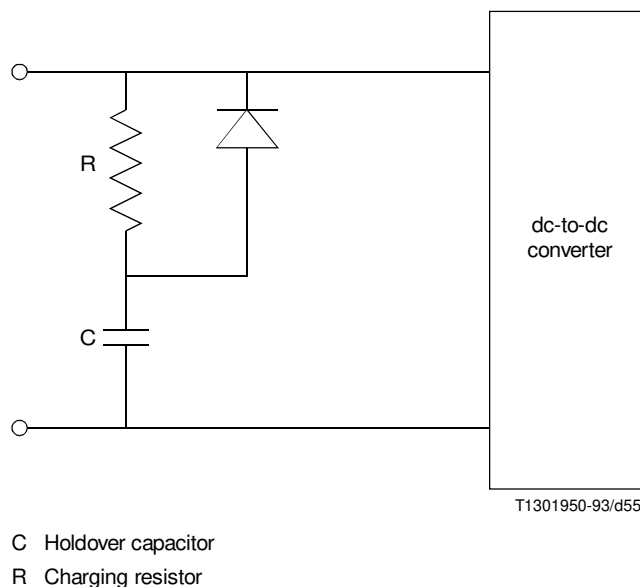 R
dc-to-dc
converter
C
T1301950-93/d55
C Holdover capacitor
R Charging resistor